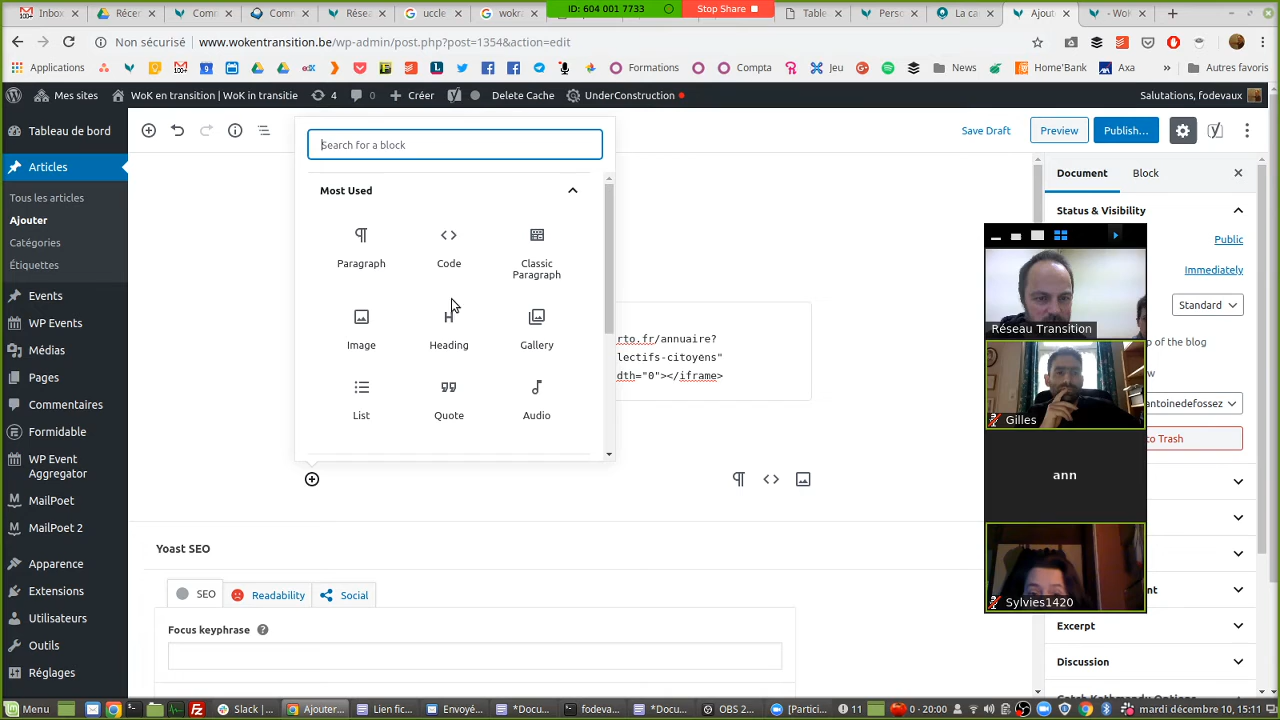 ID: 604 001 7733
Stop Share
Inbox
Récen
Comm
Comm
Résea
uccle
wokra
Table
Perso
La ca
Ajout
- WoK
Non sécurisé
www.wokentransition.be/wp-admin/post.php?post=1354&action=edit
Applications
Formations
Compta
Jeu
News
Home'Bank
Axa
»
Autres favoris
Mes sites
WoK en transition | WoK in transitie
4
0
Créer
Delete Cache
UnderConstruction
Salutations, fodevaux
Tableau de bord
Articles
Tous les articles
Ajouter
Catégories
Étiquettes
Events
WP Events
Médias
Pages
Commentaires
Formidable
WP Event
Aggregator
MailPoet
MailPoet 2
Apparence
Extensions
Utilisateurs
Outils
Réglages
Search for a block
Most Used
Paragraph
Code
Classic
Paragraph
Image
Heading
Gallery
List
Quote
Audio
rto.fr/annuaire?
lectifs-citoyens"
dth="0"></iframe>
Yoast SEO
SEO
Readability
Social
Focus keyphrase
Save Draft
Preview
Publish...
Document
Block
Status & Visibility
Public
Immediately
Standard
op of the blog
antoinedefossez
to Trash
Excerpt
Discussion
Réseau Transition
Gilles
ann
Sylvies1420
Menu
Slack |
Ajouter...
Lien fic...
Envoyé...
*Docu...
fodeva...
*Docu...
OBS 2...
[Partici...
11
0 - 20:00
mardi décembre 10, 15:11